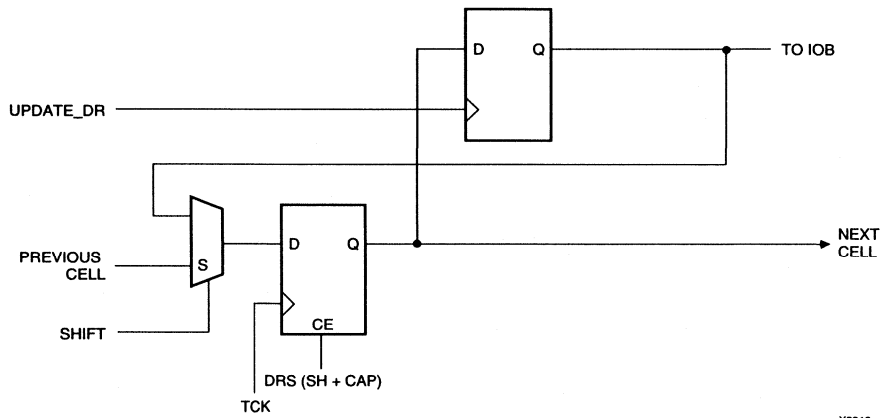 D Q
TO IOB
UPDATE_DR
D Q
NEXT
CELL
PREVIOUS
CELL
S
SHIFT
CE
DRS (SH + CAP)
TCK